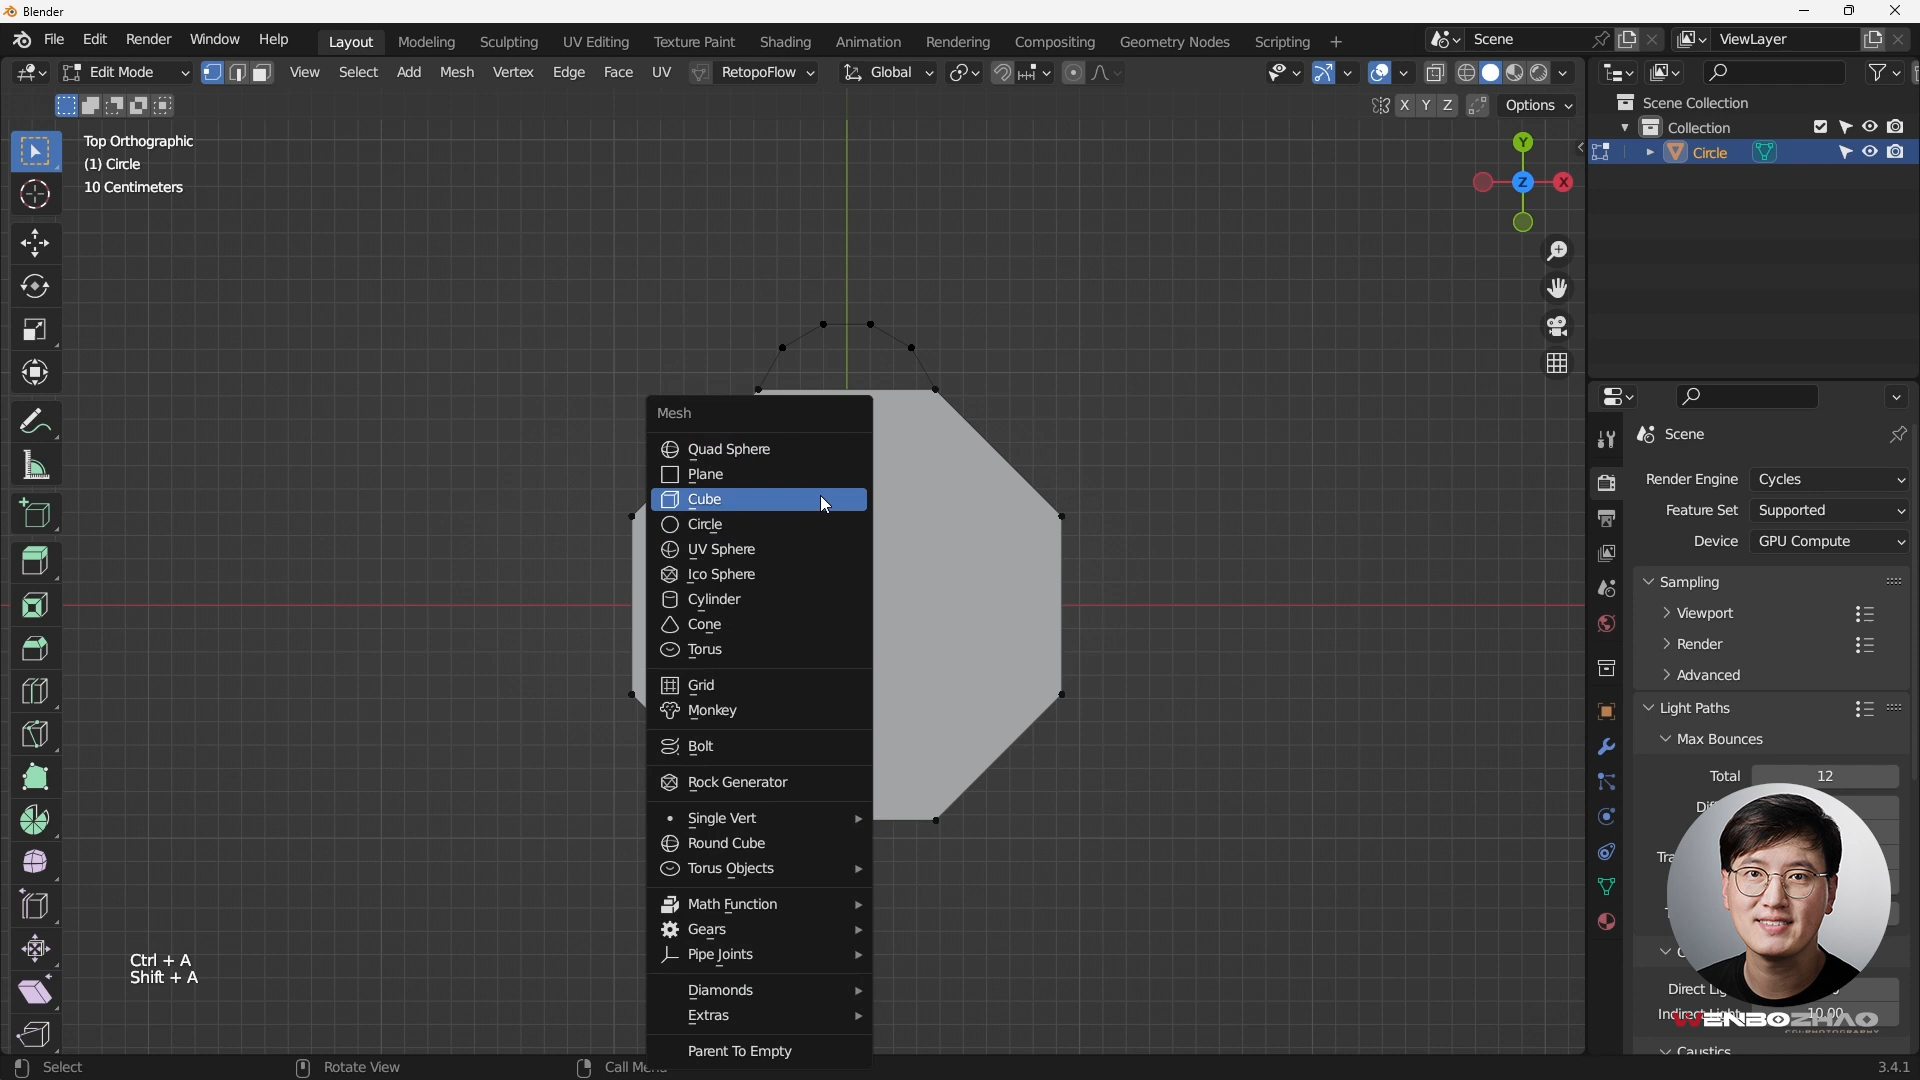 Blender
File Edit Render Window Help Layout Modeling Sculpting UV Editing Texture Paint Shading Animation Rendering Compositing Geometry Nodes Scripting + Scene ViewLayer
Edit Mode View Select Add Mesh Vertex Edge Face UV RetopoFlow Global
X Y Z Options
Top Orthographic
(1) Circle
10 Centimeters
Y
Z
X
Scene Collection
Collection
Circle
Mesh
Quad Sphere
Plane
Cube
Circle
UV Sphere
Ico Sphere
Cylinder
Cone
Torus
Grid
Monkey
Bolt
Rock Generator
Single Vert
Round Cube
Torus Objects
Math Function
Gears
Pipe Joints
Diamonds
Extras
Parent To Empty
Scene
Render Engine Cycles
Feature Set Supported
Device GPU Compute
Sampling
Viewport
Render
Advanced
Light Paths
Max Bounces
Total 12
Direct Lig
Indirect Light 10.00
WENBOZHAO
Caustics
Ctrl + A
Shift + A
Select Rotate View Call Menu
3.4.1